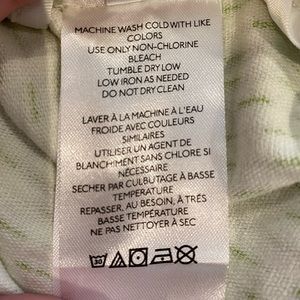 MACHINE WASH COLD WITH LIKE
COLORS
USE ONLY NON-CHLORINE
BLEACH
TUMBLE DRY LOW
LOW IRON AS NEEDED
DO NOT DRY CLEAN
LAVER À LA MACHINE À L'EAU
FROIDE AVEC COULEURS
SIMILAIRES
UTILISER UN AGENT DE
BLANCHIMENT SANS CHLORE SI
NÉCESSAIRE
SECHER PAR CULBUTAGE À BASSE
TEMPÉRATURE
REPASSER, AU BESOIN, À TRÈS
BASSE TEMPÉRATURE
NE PAS NETTOYER À SEC
30